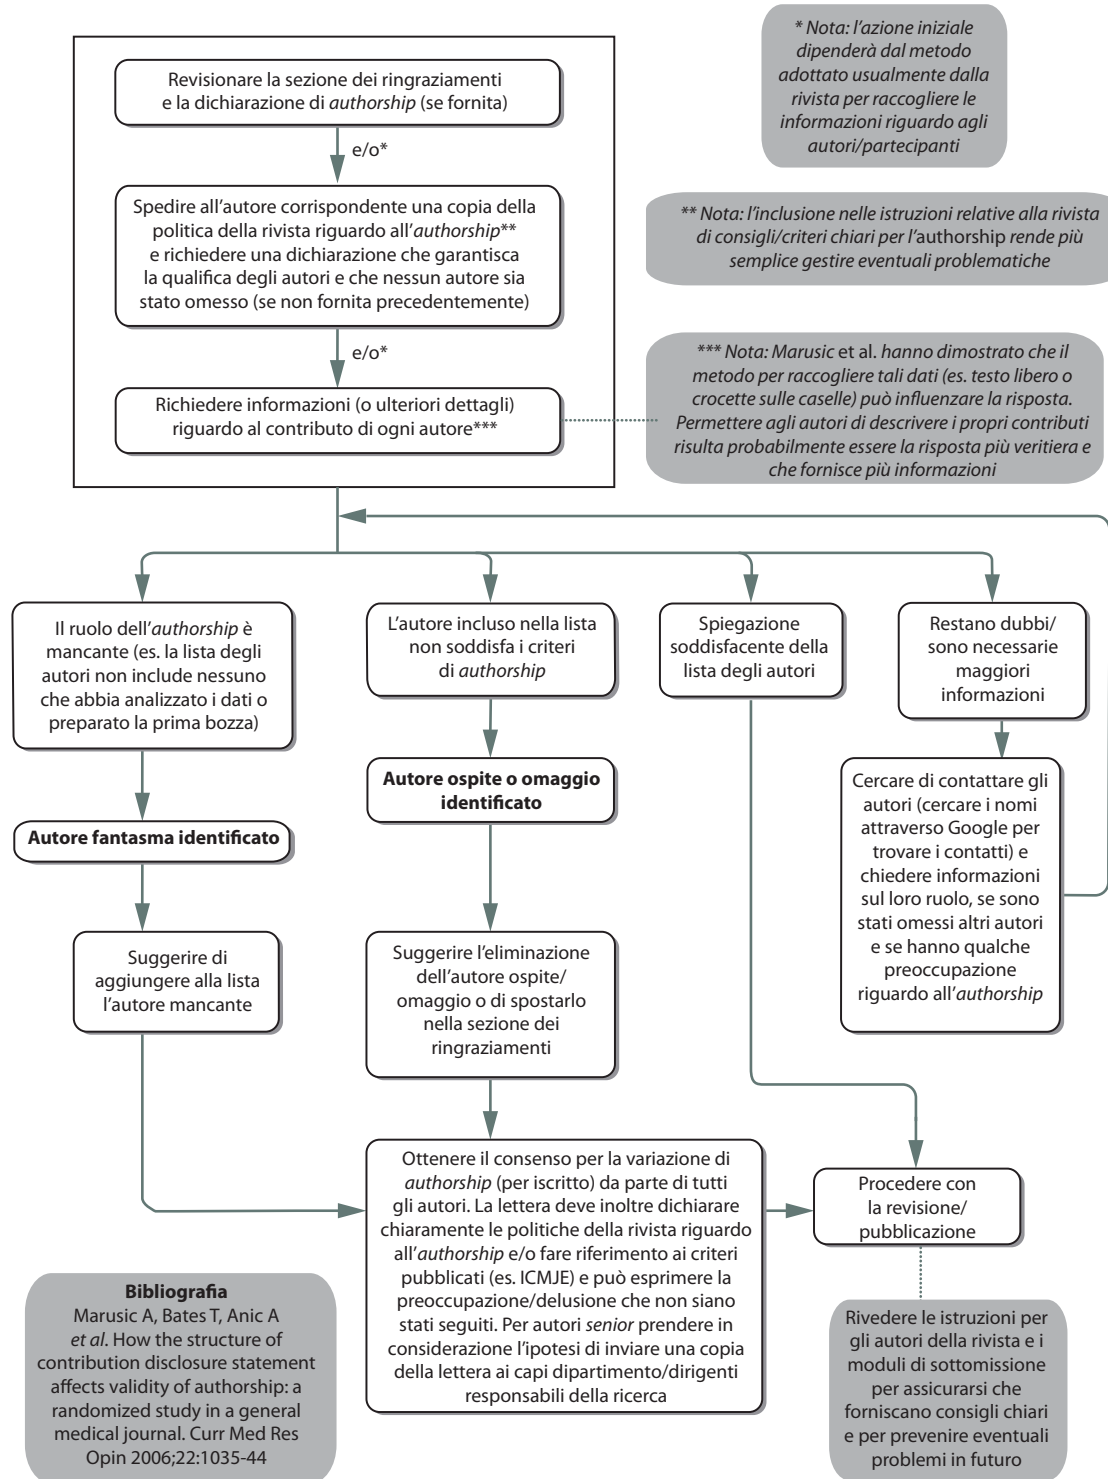 * Nota: l'azione iniziale
dipenderà dal metodo
adottato usualmente dalla
rivista per raccogliere le
informazioni riguardo agli
autori/partecipanti
Revisionare la sezione dei ringraziamenti
e la dichiarazione di authorship (se fornita)
e/o*
Spedire all'autore corrispondente una copia della
politica della rivista riguardo all'authorship**
e richiedere una dichiarazione che garantisca
la qualifica degli autori e che nessun autore sia
stato omesso (se non fornita precedentemente)
** Nota: l'inclusione nelle istruzioni relative alla rivista
di consigli/criteri chiari per l'authorship rende più
semplice gestire eventuali problematiche
e/o*
Richiedere informazioni (o ulteriori dettagli)
riguardo al contributo di ogni autore***
*** Nota: Marusic et al. hanno dimostrato che il
metodo per raccogliere tali dati (es. testo libero o
crocette sulle caselle) può influenzare la risposta.
Permettere agli autori di descrivere i propri contributi
risulta probabilmente essere la risposta più veritiera e
che fornisce più informazioni
Il ruolo dell'authorship è
mancante (es. la lista degli
autori non include nessuno
che abbia analizzato i dati o
preparato la prima bozza)
L'autore incluso nella lista
non soddisfa i criteri
di authorship
Spiegazione
soddisfacente della
lista degli autori
Restano dubbi/
sono necessarie
maggiori
informazioni
Autore fantasma identificato
Autore ospite o omaggio
identificato
Cercare di contattare gli
autori (cercare i nomi
attraverso Google per
trovare i contatti) e
chiedere informazioni
sul loro ruolo, se sono
stati omessi altri autori
e se hanno qualche
preoccupazione
riguardo all'authorship
Suggerire di
aggiungere alla lista
l'autore mancante
Suggerire l'eliminazione
dell'autore ospite/
omaggio o di spostarlo
nella sezione dei
ringraziamenti
Ottenere il consenso per la variazione di
authorship (per iscritto) da parte di tutti
gli autori. La lettera deve inoltre dichiarare
chiaramente le politiche della rivista riguardo
all'authorship e/o fare riferimento ai criteri
pubblicati (es. ICMJE) e può esprimere la
preoccupazione/delusione che non siano
stati seguiti. Per autori senior prendere in
considerazione l'ipotesi di inviare una copia
della lettera ai capi dipartimento/dirigenti
responsabili della ricerca
Procedere con
la revisione/
pubblicazione
Bibliografia
Marusic A, Bates T, Anic A
et al. How the structure of
contribution disclosure statement
affects validity of authorship: a
randomized study in a general
medical journal. Curr Med Res
Opin 2006;22:1035-44
Rivedere le istruzioni per
gli autori della rivista e i
moduli di sottomissione
per assicurarsi che
forniscano consigli chiari
e per prevenire eventuali
problemi in futuro